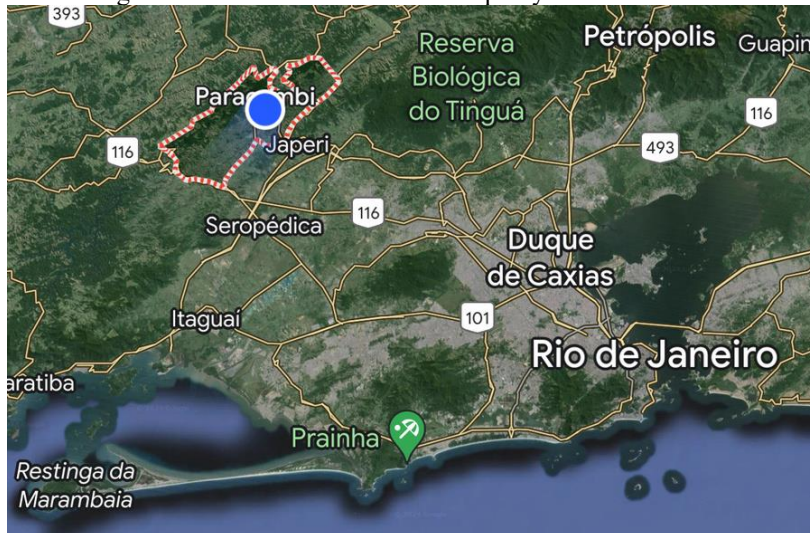 393
Reserva
Biológica
do Tinguá
Petrópolis
116
116
493
Japeri
116
Seropédica
Duque
de Caxias
Itaguaí
101
Rio de Janeiro
Prainha
Restinga da
Marambaia